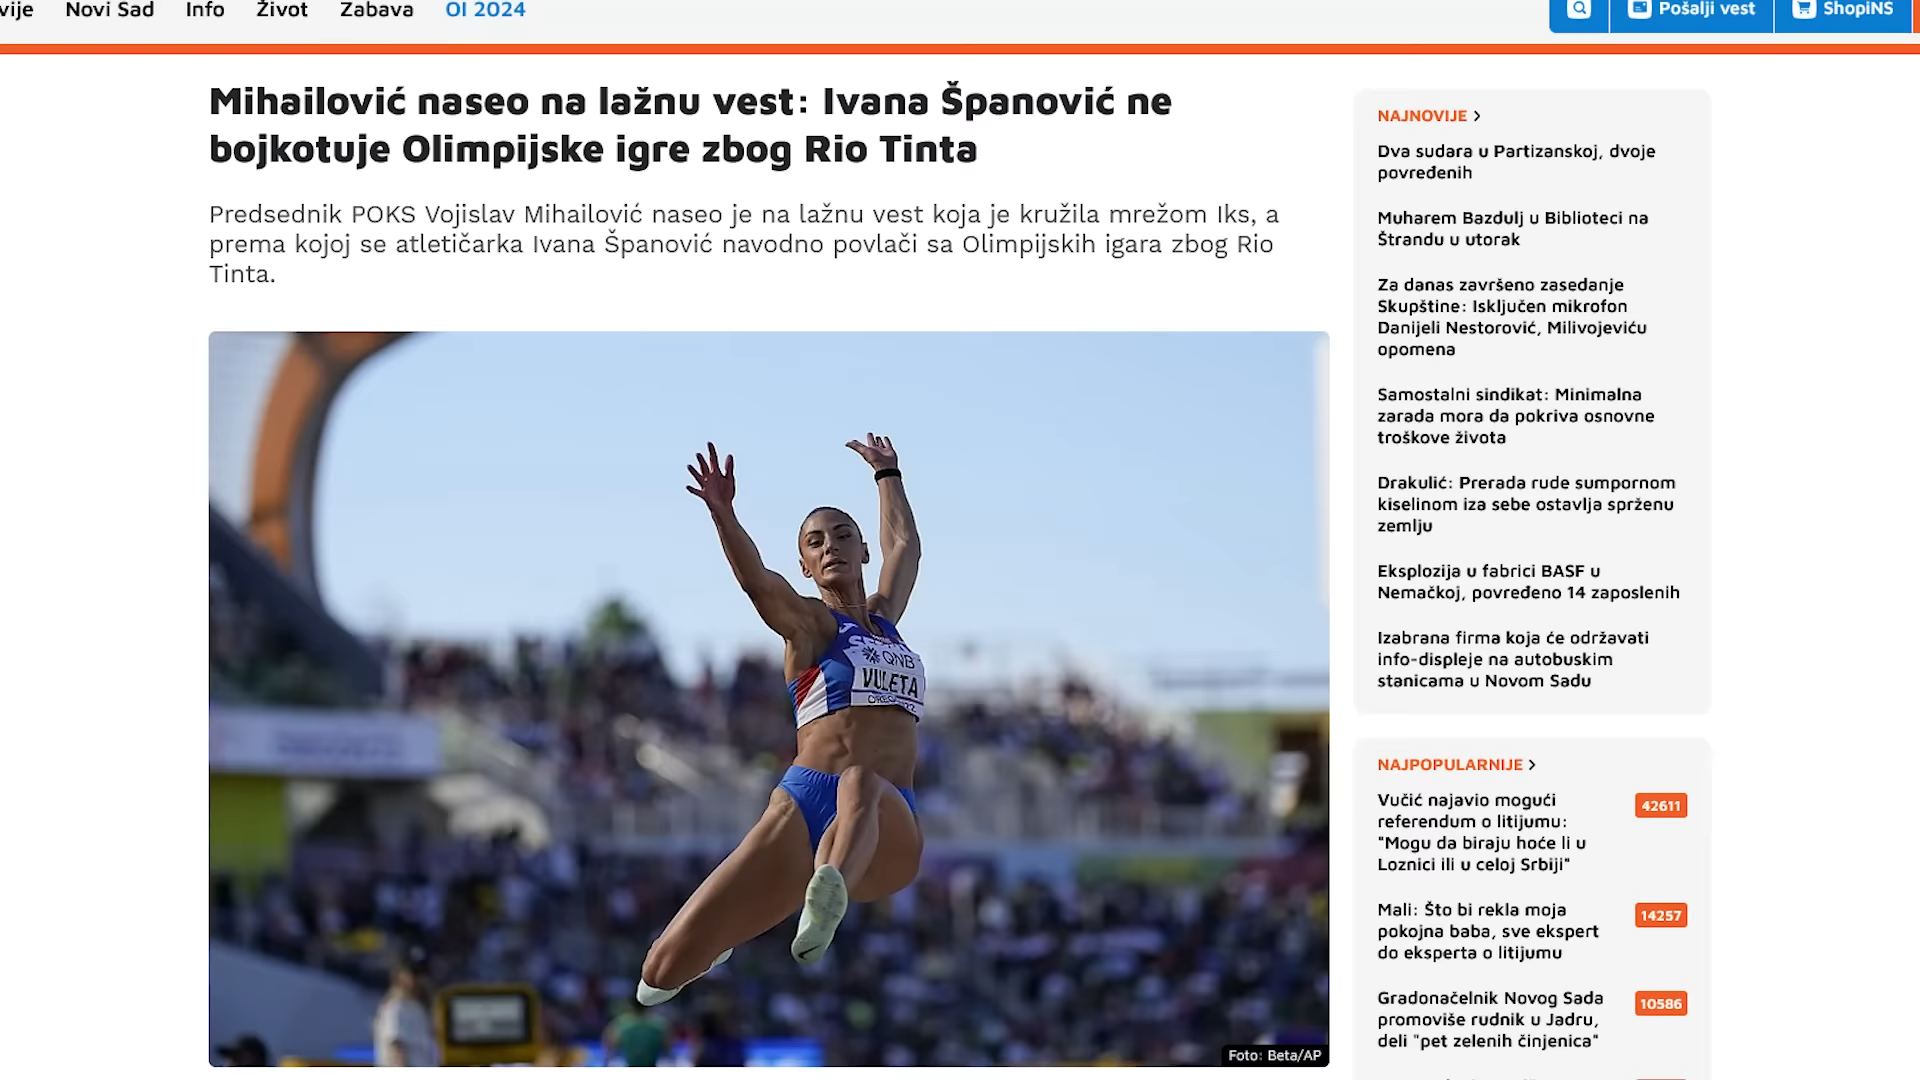 vije Novi Sad Info Život Zabava OI 2024
Pošalji vest ShopiNS
Mihailović naseo na lažnu vest: Ivana Španović ne
bojkotuje Olimpijske igre zbog Rio Tinta
Predsednik POKS Vojislav Mihailović naseo je na lažnu vest koja je kružila mrežom Iks, a
prema kojoj se atletičarka Ivana Španović navodno povlači sa Olimpijskih igara zbog Rio
Tinta.
QNB
VULETA
Foto: Beta/AP
NAJNOVIJE
Dva sudara u Partizanskoj, dvoje
povređenih
Muharem Bazdulj u Biblioteci na
Štrandu u utorak
Za danas završeno zasedanje
Skupštine: Isključen mikrofon
Danijeli Nestorović, Milivojeviću
opomena
Samostalni sindikat: Minimalna
zarada mora da pokriva osnovne
troškove života
Drakulić: Prerada rude sumpornom
kiselinom iza sebe ostavlja sprženu
zemlju
Eksplozija u fabrici BASF u
Nemačkoj, povređeno 14 zaposlenih
Izabrana firma koja će održavati
info-displeje na autobuskim
stanicama u Novom Sadu
NAJPOPULARNIJE
Vučić najavio mogući 42611
referendum o litijumu:
"Mogu da biraju hoće li u
Loznici ili u celoj Srbiji"
Mali: Što bi rekla moja 14257
pokojna baba, sve ekspert
do eksperta o litijumu
Gradonačelnik Novog Sada 10586
promoviše rudnik u Jadru,
deli "pet zelenih činjenica"